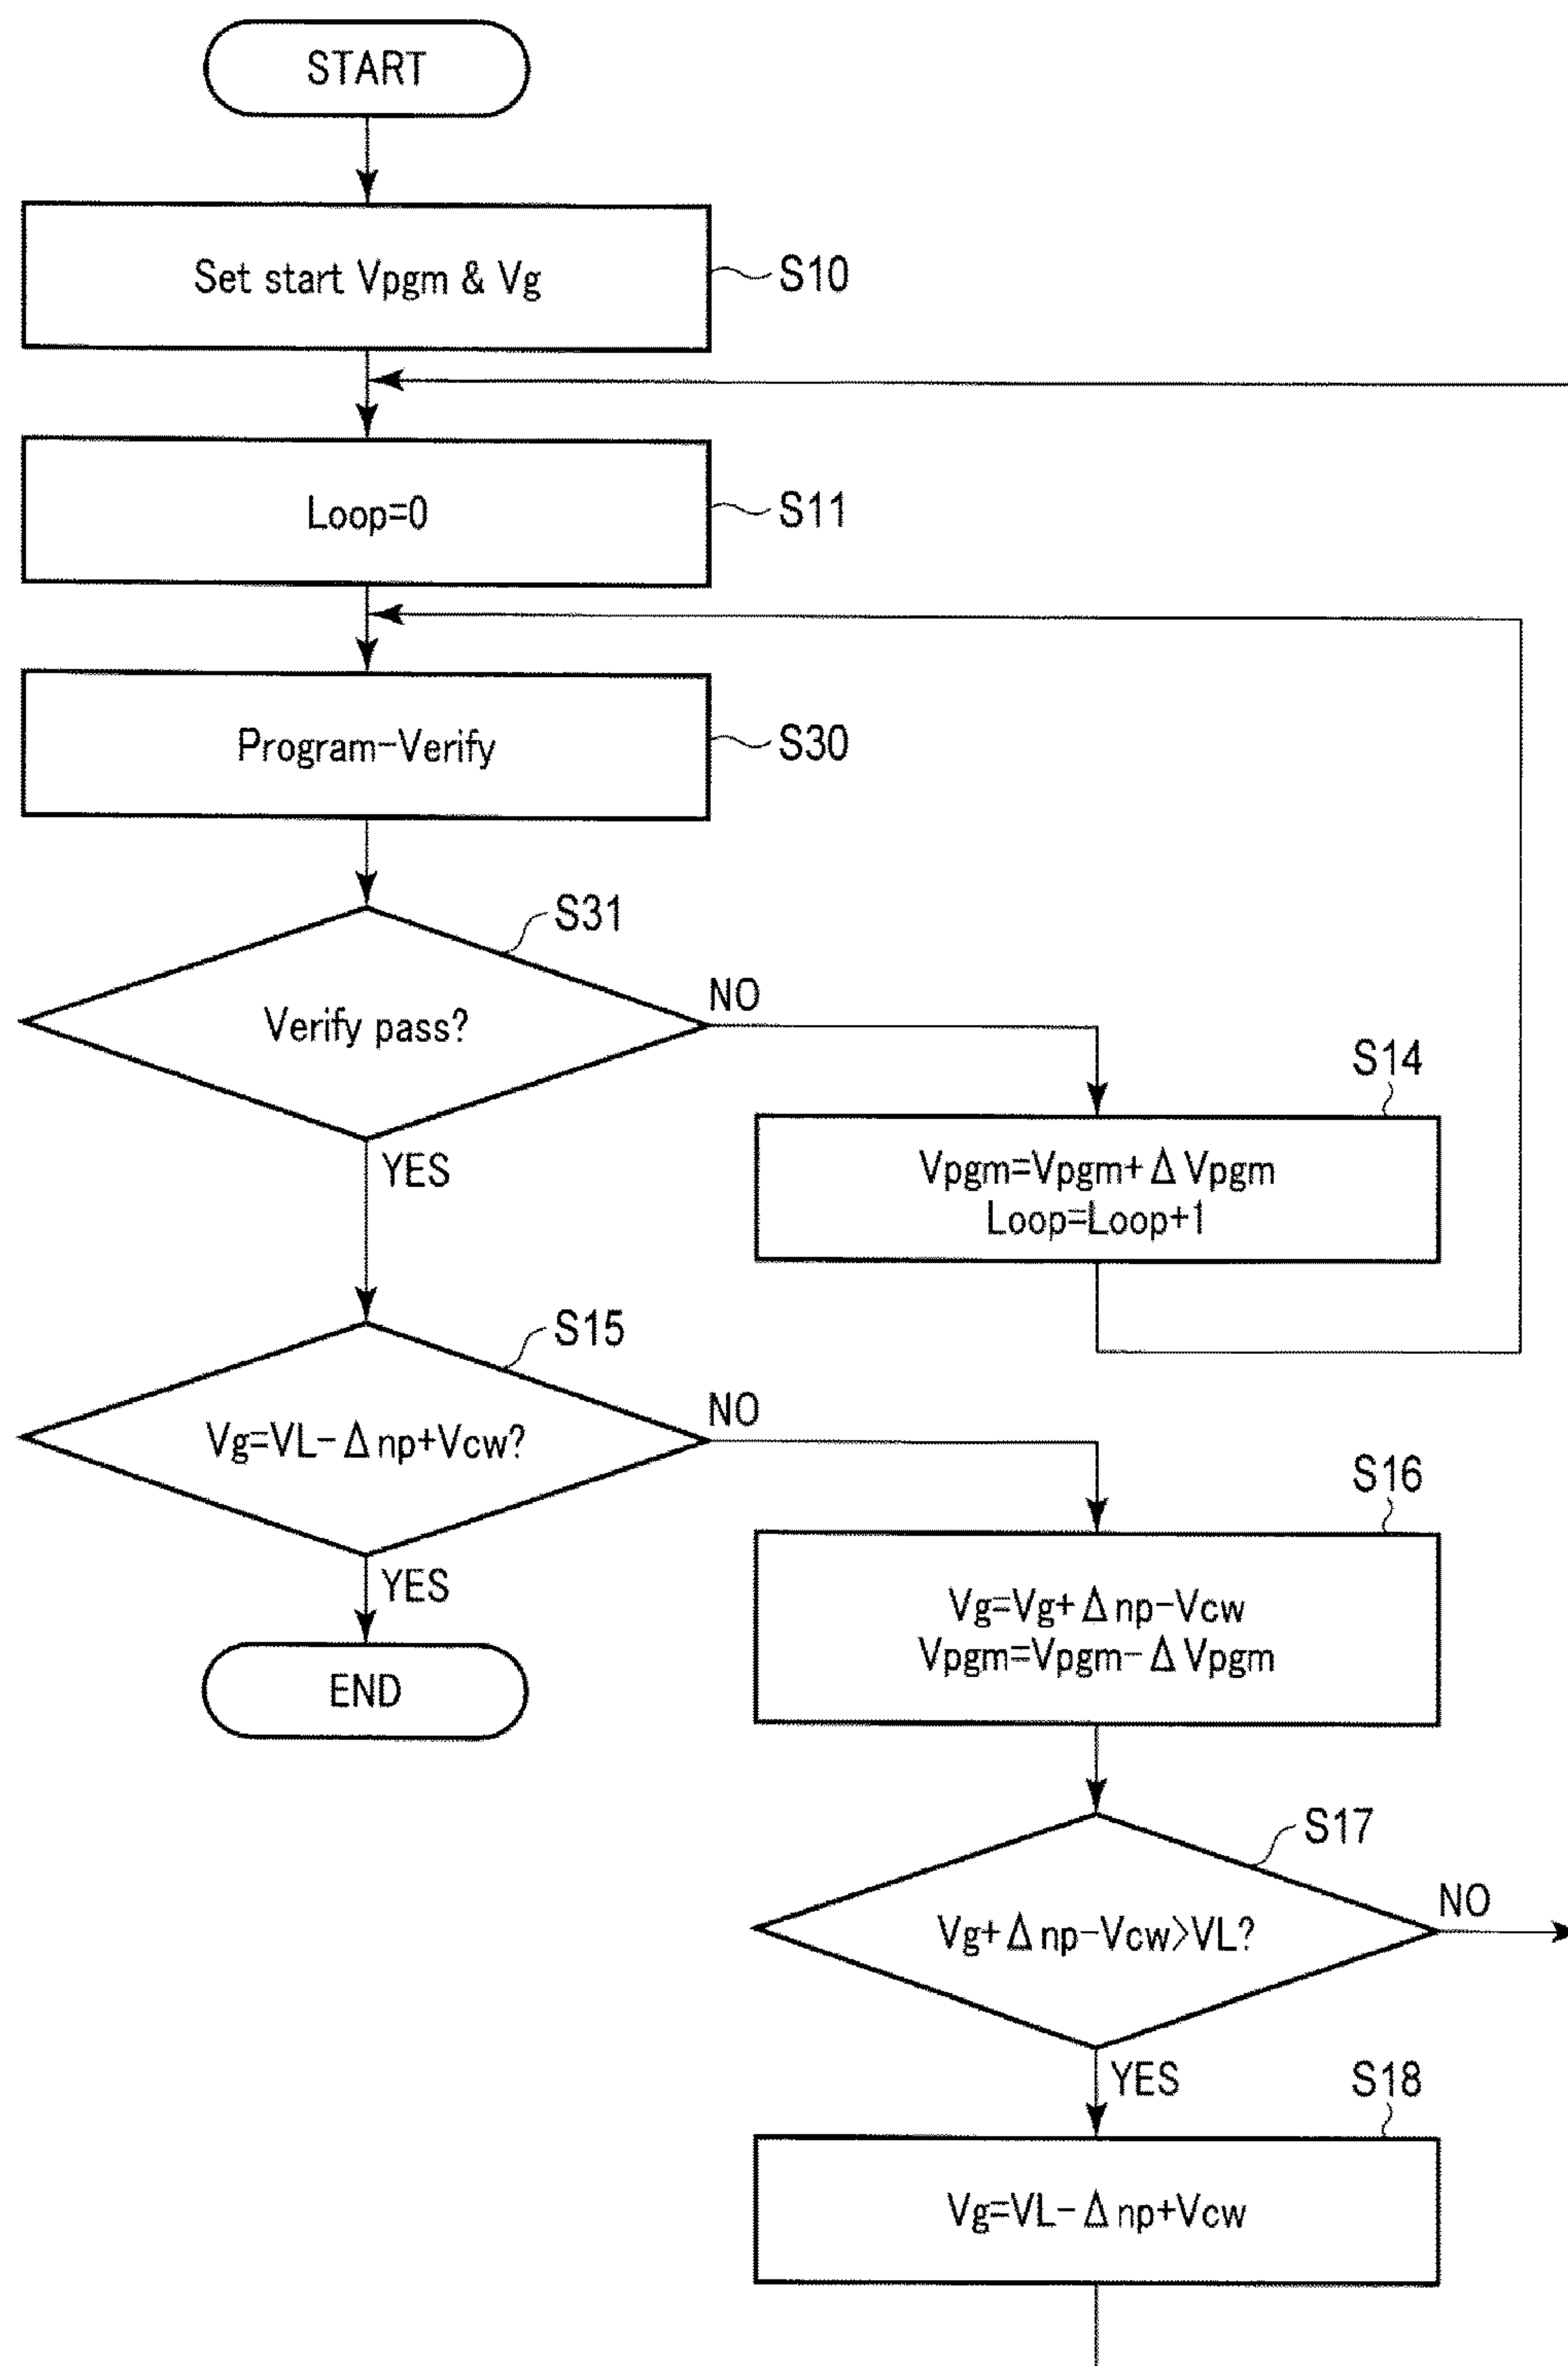 START
Set start Vpgm & Vg
S10
Loop=0
S11
Program-Verify
S30
S31
Verify pass?
NO
YES
S14
Vpgm=Vpgm+ΔVpgm
Loop=Loop+1
S15
Vg=VL-Δnp+Vcw?
NO
YES
END
S16
Vg=Vg+Δnp-Vcw
Vpgm=Vpgm-ΔVpgm
S17
Vg+Δnp-Vcw>VL?
NO
YES
S18
Vg=VL-Δnp+Vcw